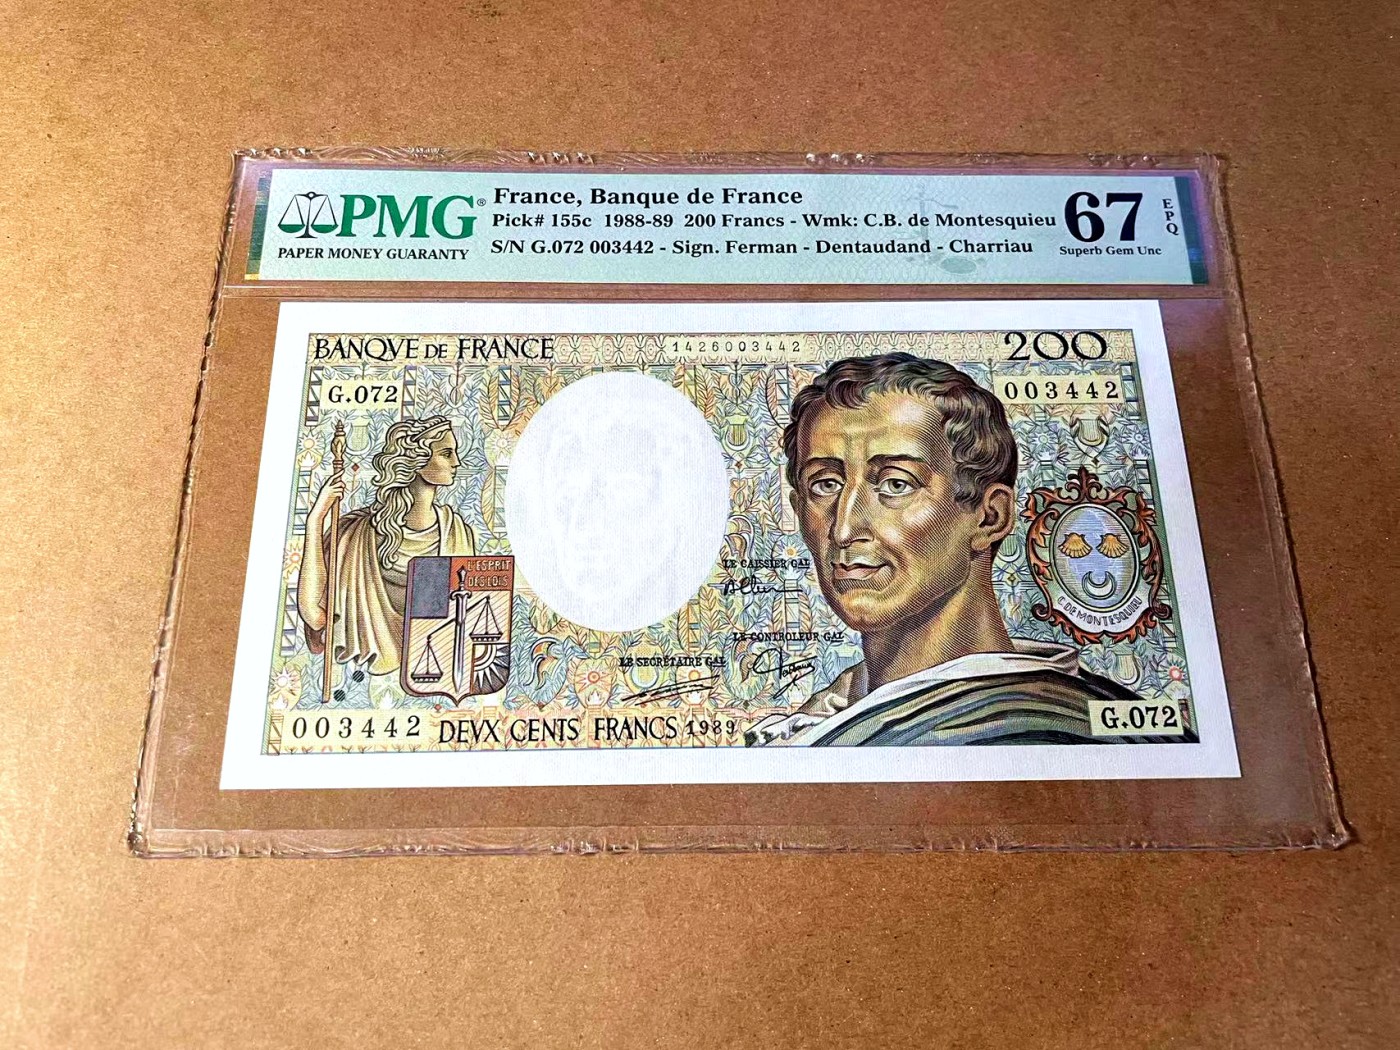 PMG®
PAPER MONEY GUARANTY
France, Banque de France
Pick# 155c 1988-89 200 Francs - Wmk: C.B. de Montesquieu
S/N G.072 003442 - Sign. Ferman - Dentaudand - Charriau
67
EPQ
Superb Gem Unc
BANQVE DE FRANCE
1426003442
200
G.072
003442
L'ESPRIT
DES LOIS
LE CAISSIER GAL
C. DE MONTESQUIEU
LE CONTROLEUR GAL
LE SECRÉTAIRE GAL
003442
DEVX CENTS FRANCS 1989
G.072